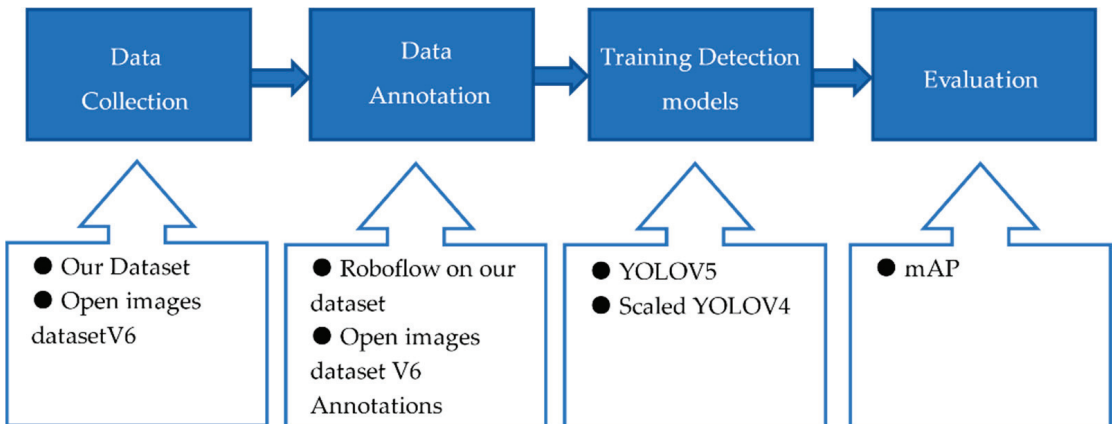 Data
Collection
Data
Annotation
Training Detection
models
Evaluation
● Our Dataset
● Open images
datasetV6
● Roboflow on our
dataset
● Open images
dataset V6
Annotations
● YOLOV5
● Scaled YOLOV4
● mAP